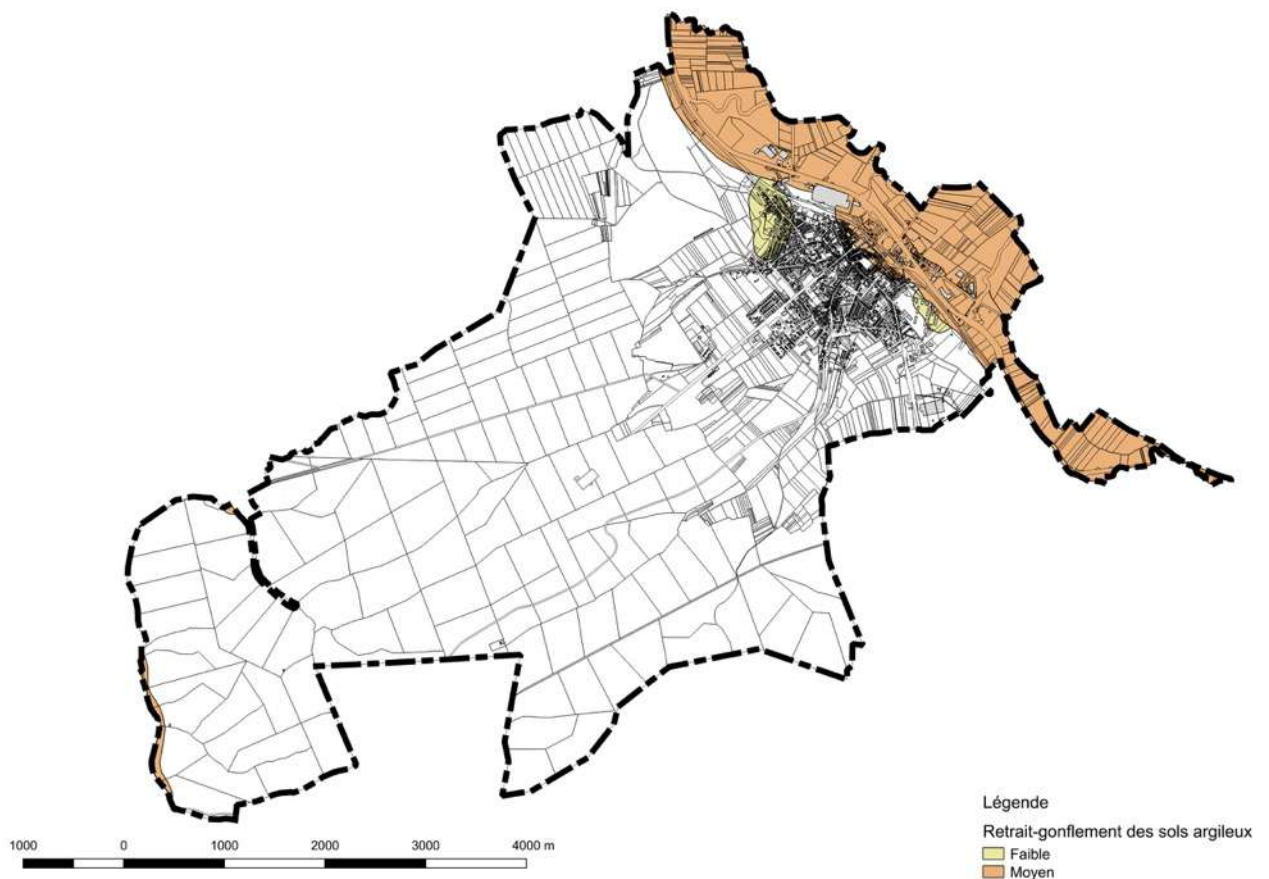 Légende
Retrait-gonflement des sols argileux
Faible
Moyen
1000 0 1000 2000 3000 4000 m